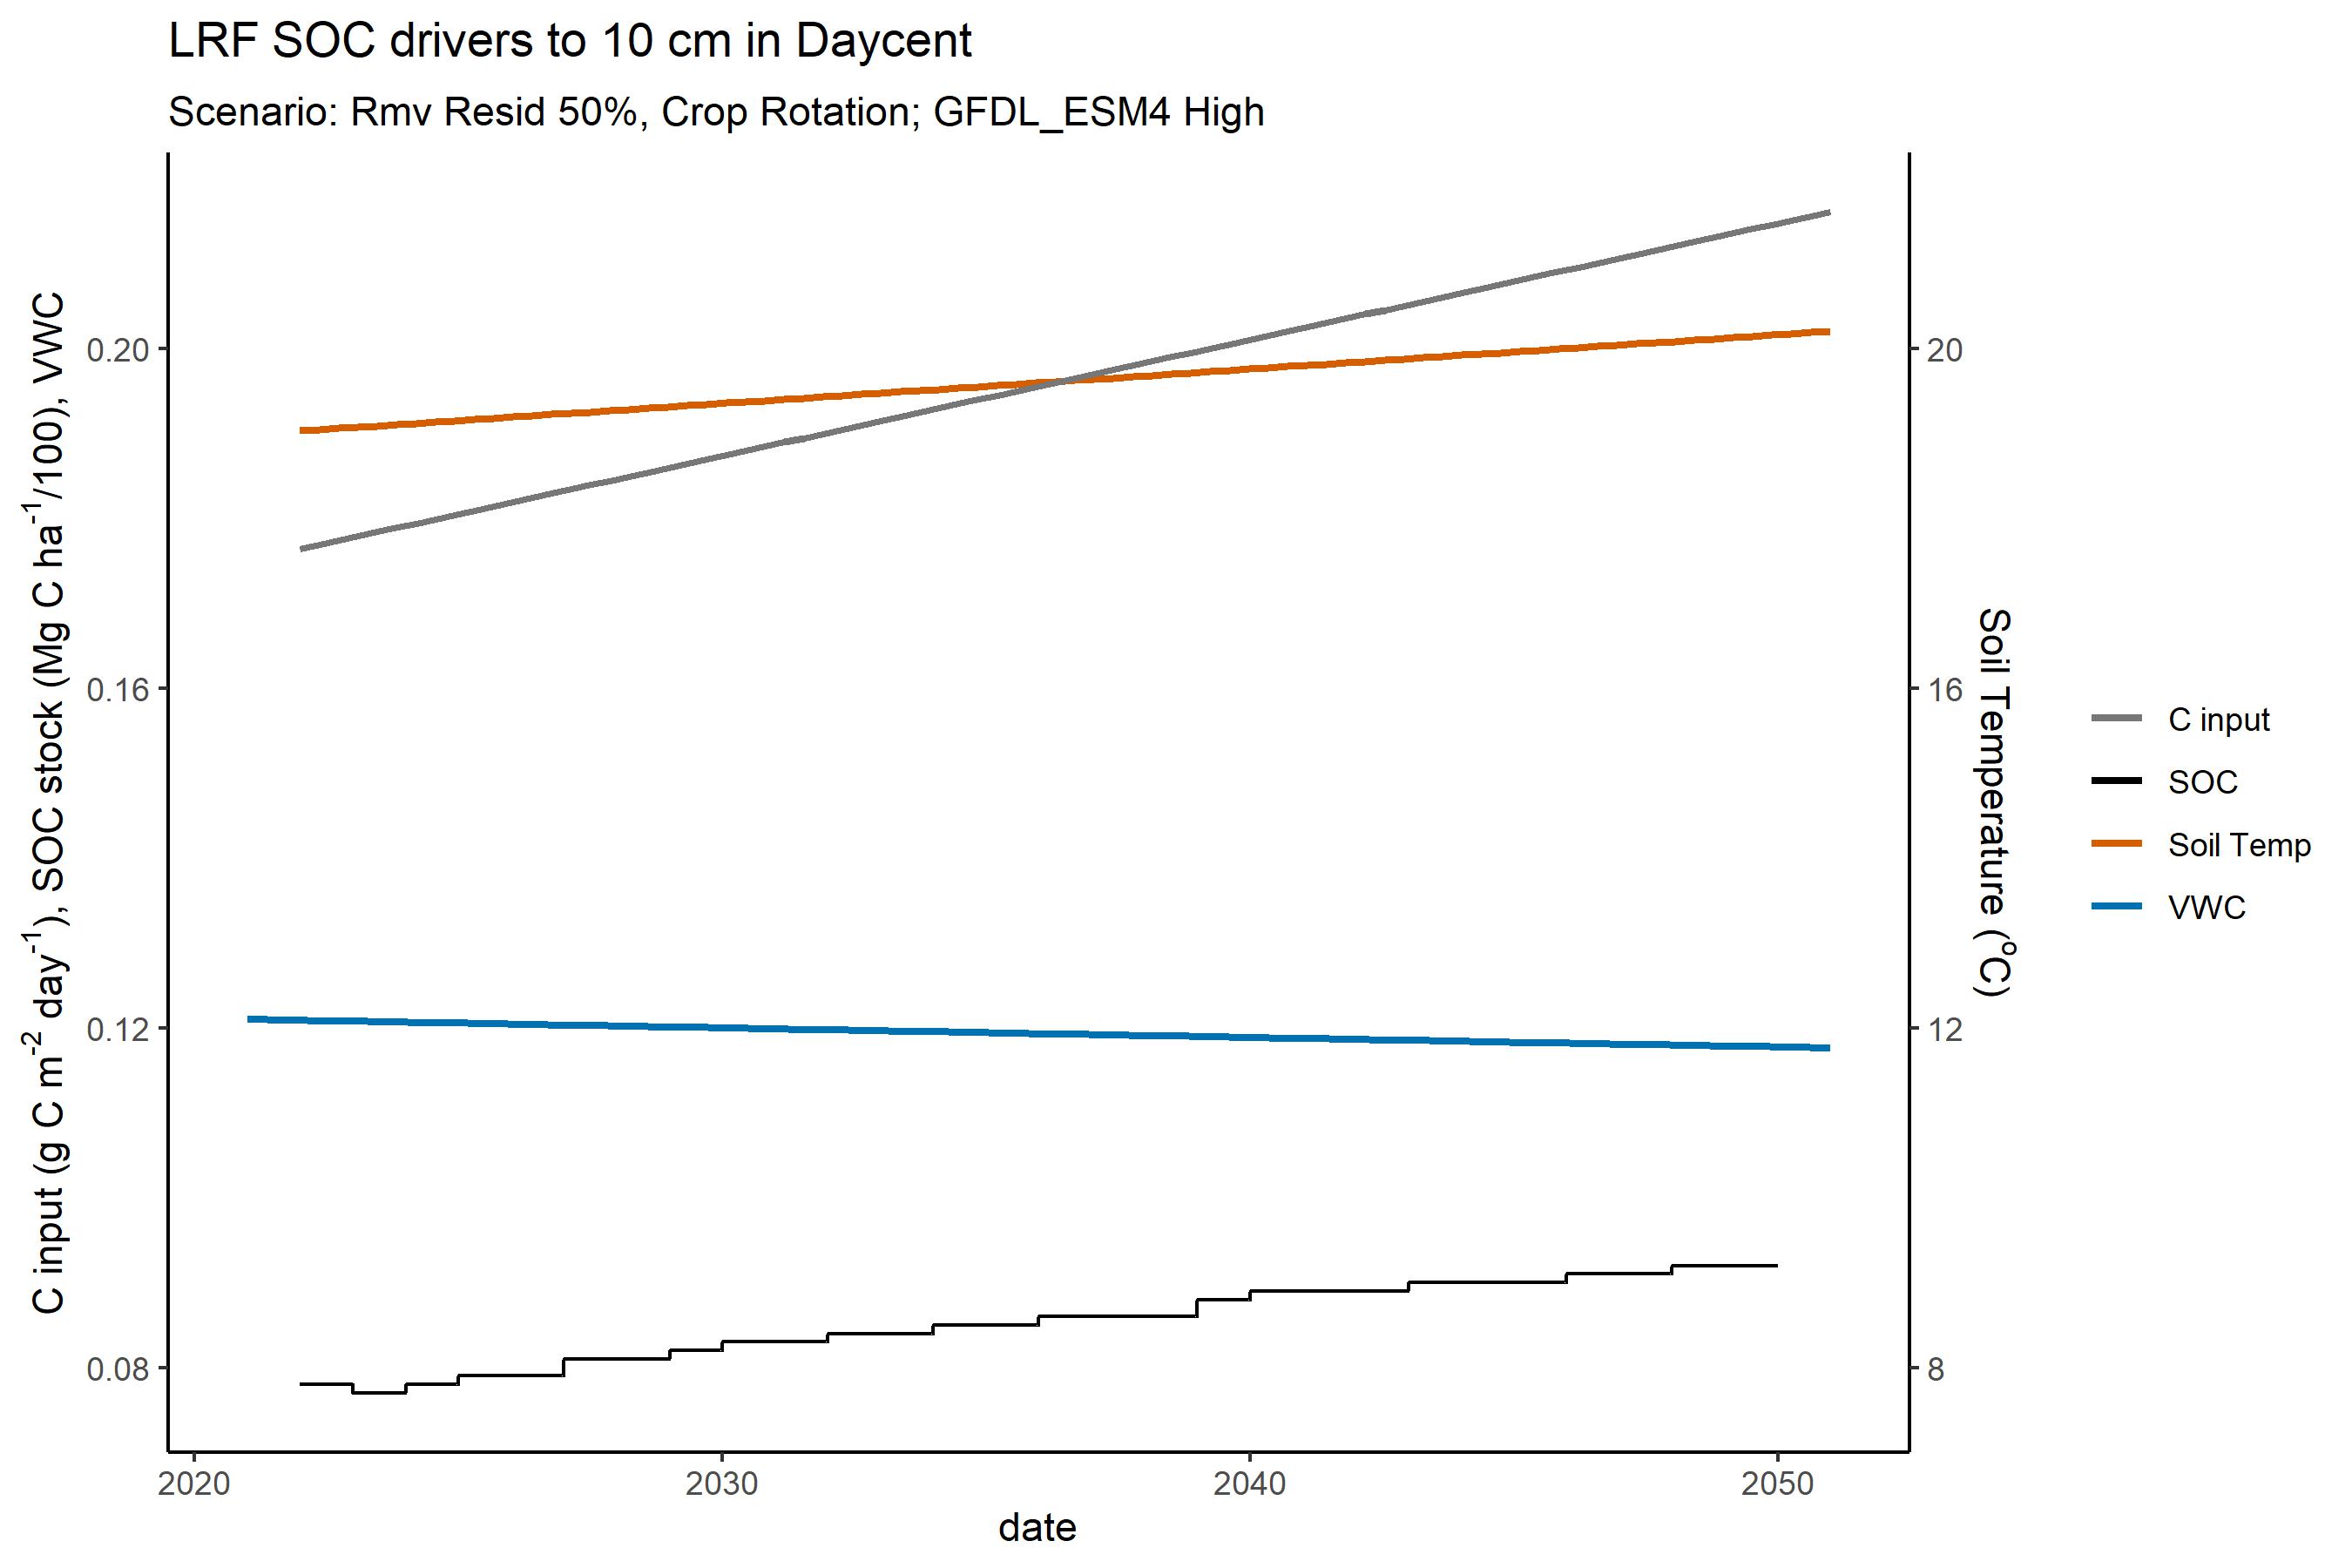 LRF SOC drivers to 10 cm in Daycent
Scenario: Rmv Resid 50%, Crop Rotation; GFDL_ESM4 High
C input (g C m⁻² day⁻¹), SOC stock (Mg C ha⁻¹/100), VWC
0.20
0.16
0.12
0.08
2020
2030
2040
2050
date
20
16
12
8
Soil Temperature (°C)
C input
SOC
Soil Temp
VWC